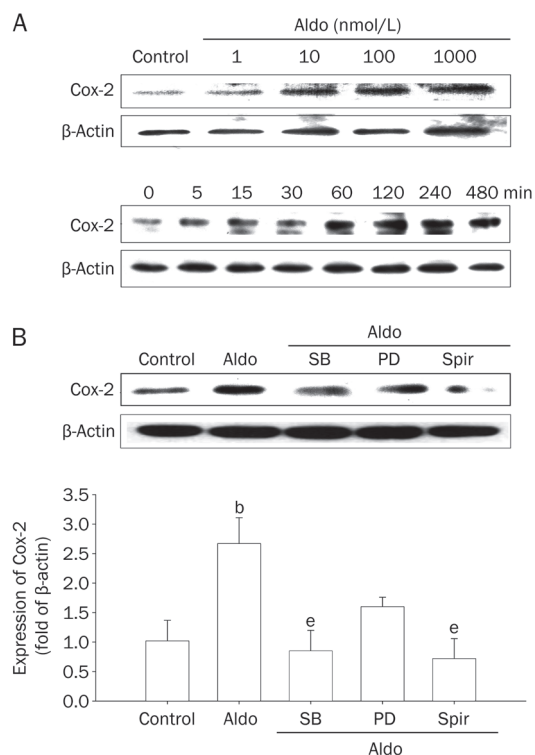 A
Aldo (nmol/L)
Control 1 10 100 1000
Cox-2
β-Actin
0 5 15 30 60 120 240 480 min
Cox-2
β-Actin
B
Aldo
Control Aldo SB PD Spir
Cox-2
β-Actin
Expression of Cox-2
(fold of β-actin)
3.5
3.0
2.5
2.0
1.5
1.0
0.5
0.0
b
e
e
Control Aldo SB PD Spir
Aldo